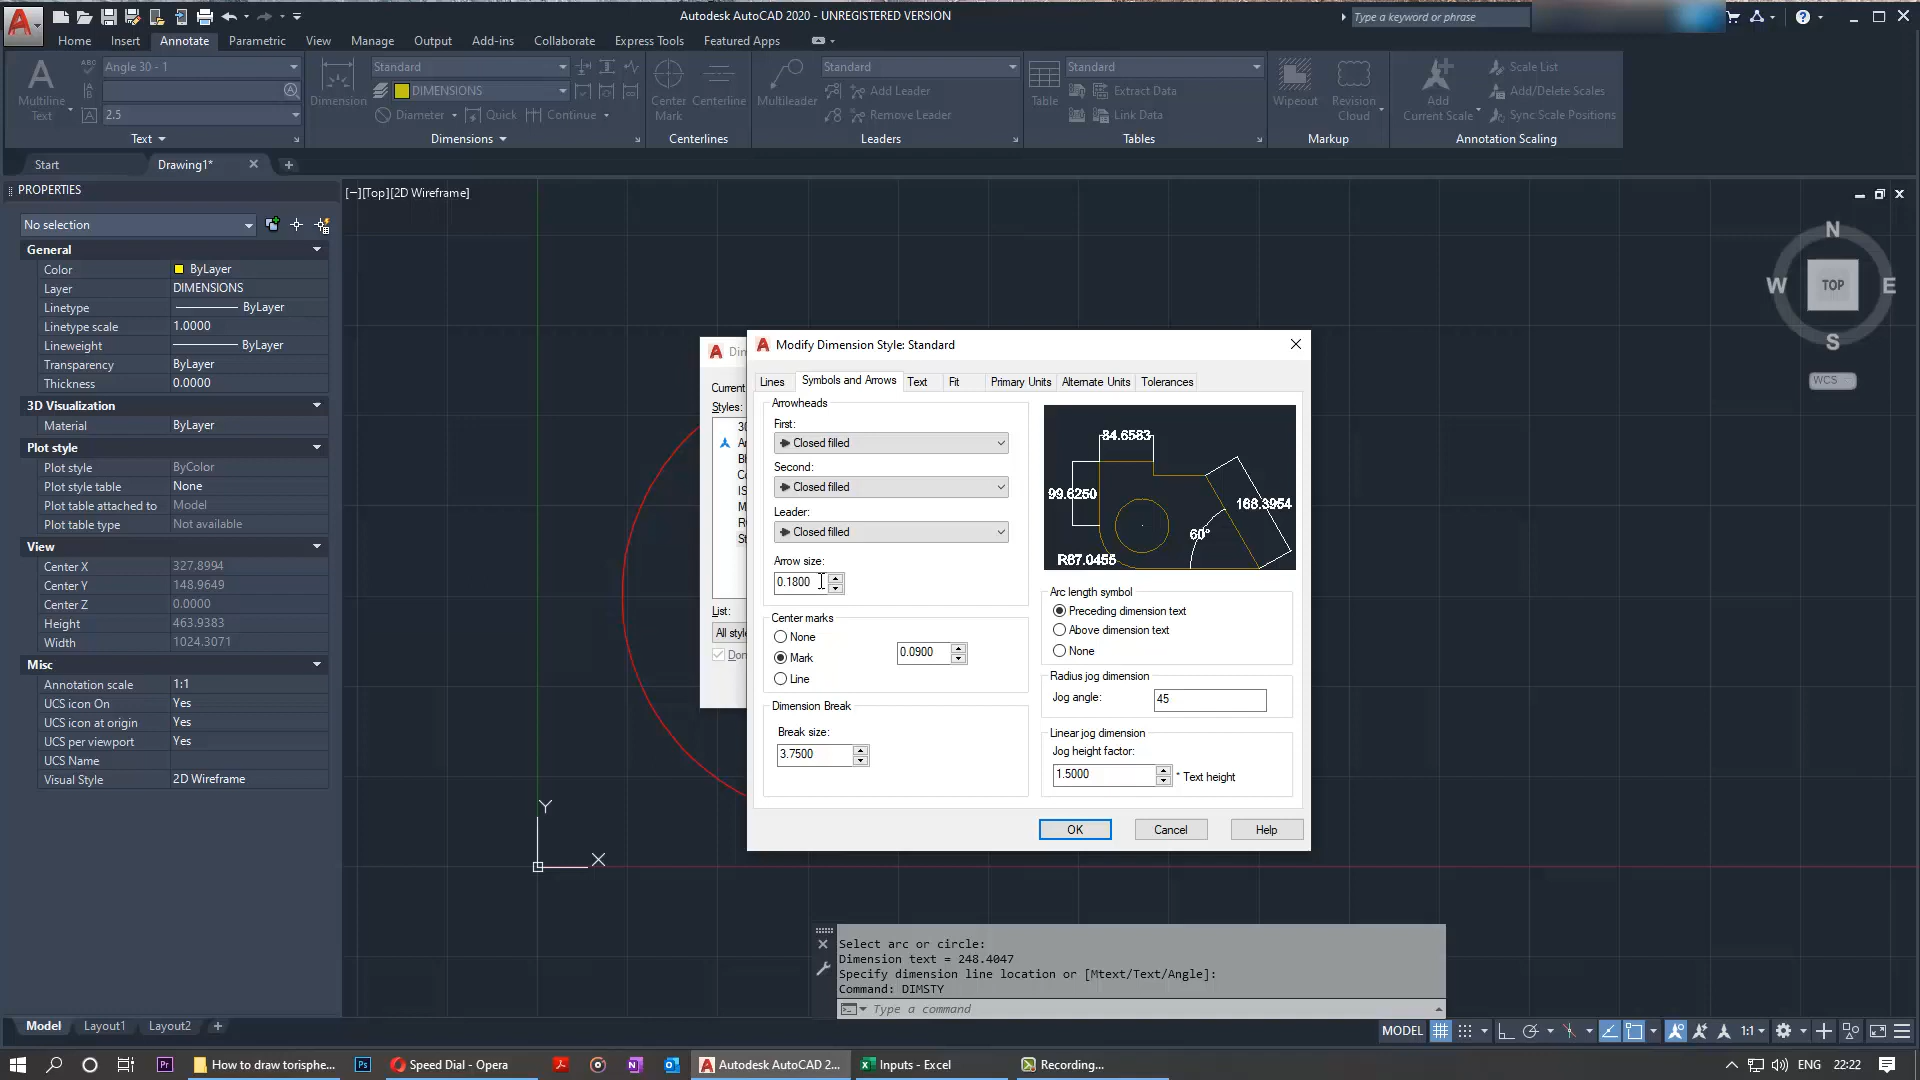 Autodesk AutoCAD 2020 - UNREGISTERED VERSION
Type a keyword or phrase
Home Insert Annotate Parametric View Manage Output Add-ins Collaborate Express Tools Featured Apps
Multiline Text
Angle 30 - 1
2.5
Text
Dimension
Standard
DIMENSIONS
Diameter Quick Continue
Dimensions
Center Mark
Centerline
Centerlines
Multileader
Standard
Add Leader
Remove Leader
Leaders
Table
Standard
Extract Data
Link Data
Tables
Wipeout
Revision Cloud
Markup
Add Current Scale
Scale List
Add/Delete Scales
Sync Scale Positions
Annotation Scaling
Start
Drawing1*
PROPERTIES
No selection
General
Color ByLayer
Layer DIMENSIONS
Linetype ByLayer
Linetype scale 1.0000
Lineweight ByLayer
Transparency ByLayer
Thickness 0.0000
3D Visualization
Material ByLayer
Plot style
Plot style ByColor
Plot style table None
Plot table attached to Model
Plot table type Not available
View
Center X 327.8994
Center Y 148.9649
Center Z 0.0000
Height 463.9383
Width 1024.3071
Misc
Annotation scale 1:1
UCS icon On Yes
UCS icon at origin Yes
UCS per viewport Yes
UCS Name
Visual Style 2D Wireframe
[−][Top][2D Wireframe]
N
W TOP E
S
WCS
Y
X
Current
Styles:
List:
All styl
Modify Dimension Style: Standard
Lines Symbols and Arrows Text Fit Primary Units Alternate Units Tolerances
Arrowheads
First:
Closed filled
Second:
Closed filled
Leader:
Closed filled
Arrow size:
0.1800
Center marks
None
Mark 0.0900
Line
Dimension Break
Break size:
3.7500
84.6583
99.6250
168.3954
60°
R67.0455
Arc length symbol
Preceding dimension text
Above dimension text
None
Radius jog dimension
Jog angle: 45
Linear jog dimension
Jog height factor:
1.5000 * Text height
OK Cancel Help
Select arc or circle:
Dimension text = 248.4047
Specify dimension line location or [Mtext/Text/Angle]:
Command: DIMSTY
Type a command
Model Layout1 Layout2 +
MODEL 1:1
How to draw torisphe...
Speed Dial - Opera
Autodesk AutoCAD 2...
Inputs - Excel
Recording...
ENG 22:22